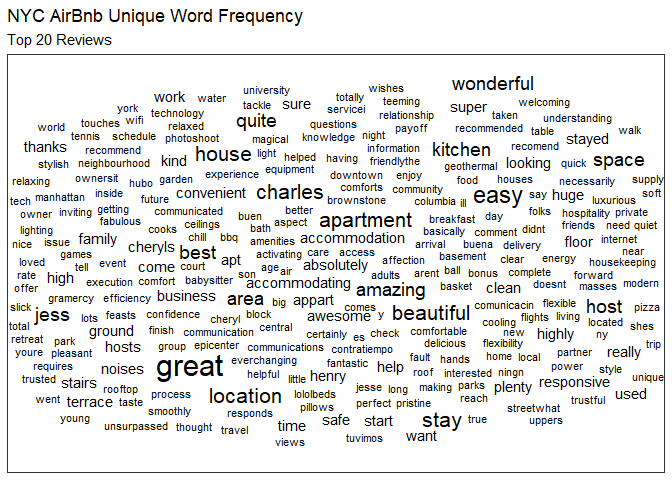 NYC AirBnb Unique Word Frequency
Top 20 Reviews
wonderful
university wishes
work water totally teeming welcoming
york tackle sure servicei super
technology relationship taken understanding
world touches wifi relaxed quite questions payoff recommended table walk
tennis schedule photoshoot magical knowledge night stayed
thanks recommend house light information kitchen recomend
stylish neighbourhood kind helped having friendlythe geothermal looking quick space
ownersit garden experience equipment downtown enjoy food houses
relaxing hubo comforts community necessarily supply
tech manhattan inside future convenient charles brownstone columbia ill easy say huge luxurious soft
owner inviting getting communicated buen better apartment breakfast day folks hospitality private
lighting fabulous cooks ceilings bath aspect basically comment didnt friends need quiet
nice issue family chill bbq amenities accommodation arrival buena delivery floor internet
loved games cheryls best apt activating care access affection basement clear energy near
tell event come court age air absolutely adults arent ball bonus complete housekeeping
rate high execution comfort babysitter son accommodating basket clean doesnt forward masses modern
offer gramercy efficiency business area big appart amazing comunicacin flexible host
slick jess lots feasts confidence cheryl block awesome comes y beautiful cooling flights living located pizza
total ground finish communication central certainly es check comfortable new highly ny shes
retreat park hosts group epicenter communications contratiempo delicious flexibility really trip
youre pleasant noises great everchanging fantastic help fault hands home local partner
requires helpful henry roof interested ningn power style
trusted stairs rooftop little jesse long making parks plenty responsive unique
went terrace taste process location lololbeds perfect pristine reach trustful used
young smoothly responds pillows safe start stay true streetwhat
unsurpassed thought travel time want uppers
views tuvimos